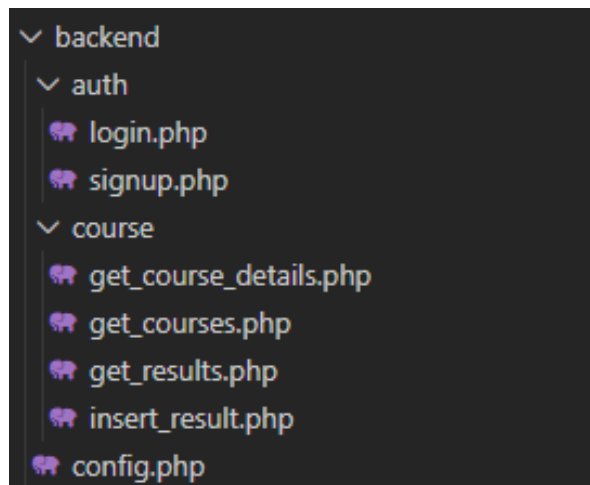 backend
auth
login.php
signup.php
course
get_course_details.php
get_courses.php
get_results.php
insert_result.php
config.php